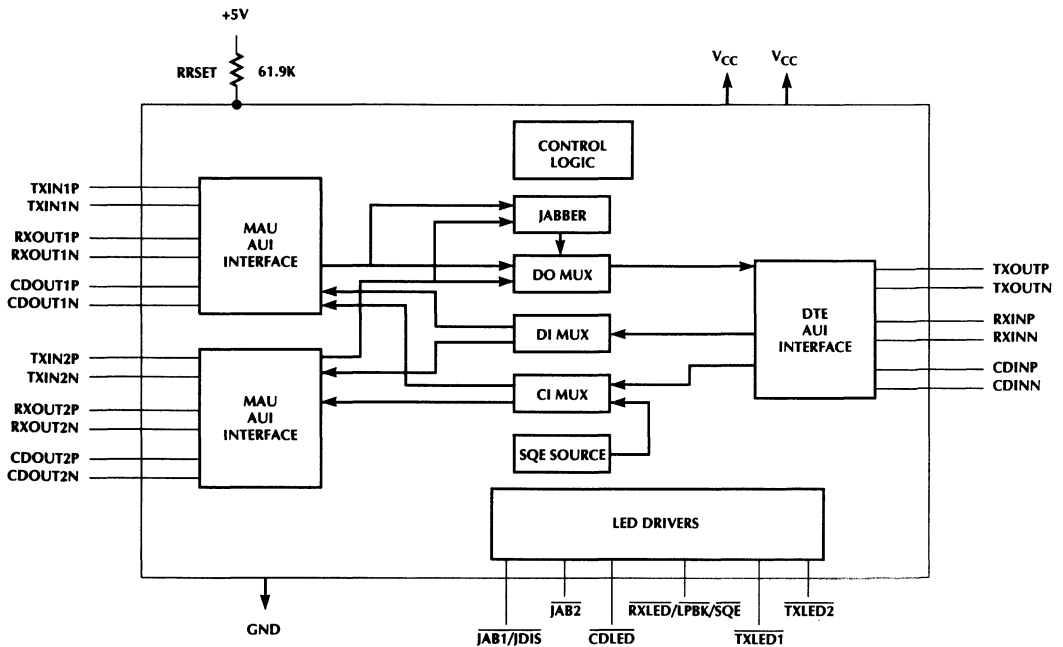 +5V
RRSET
61.9K
VCC
VCC
CONTROL
LOGIC
TXIN1P
TXIN1N
RXOUT1P
RXOUT1N
CDOUT1P
CDOUT1N
MAU
AUI
INTERFACE
JABBER
DO MUX
DI MUX
CI MUX
SQE SOURCE
DTE
AUI
INTERFACE
TXOUTP
TXOUTN
RXINP
RXINN
CDINP
CDINN
TXIN2P
TXIN2N
RXOUT2P
RXOUT2N
CDOUT2P
CDOUT2N
MAU
AUI
INTERFACE
LED DRIVERS
GND
JAB1/JDIS
JAB2
CDLED
RXLED/LPBK/SQE
TXLED1
TXLED2